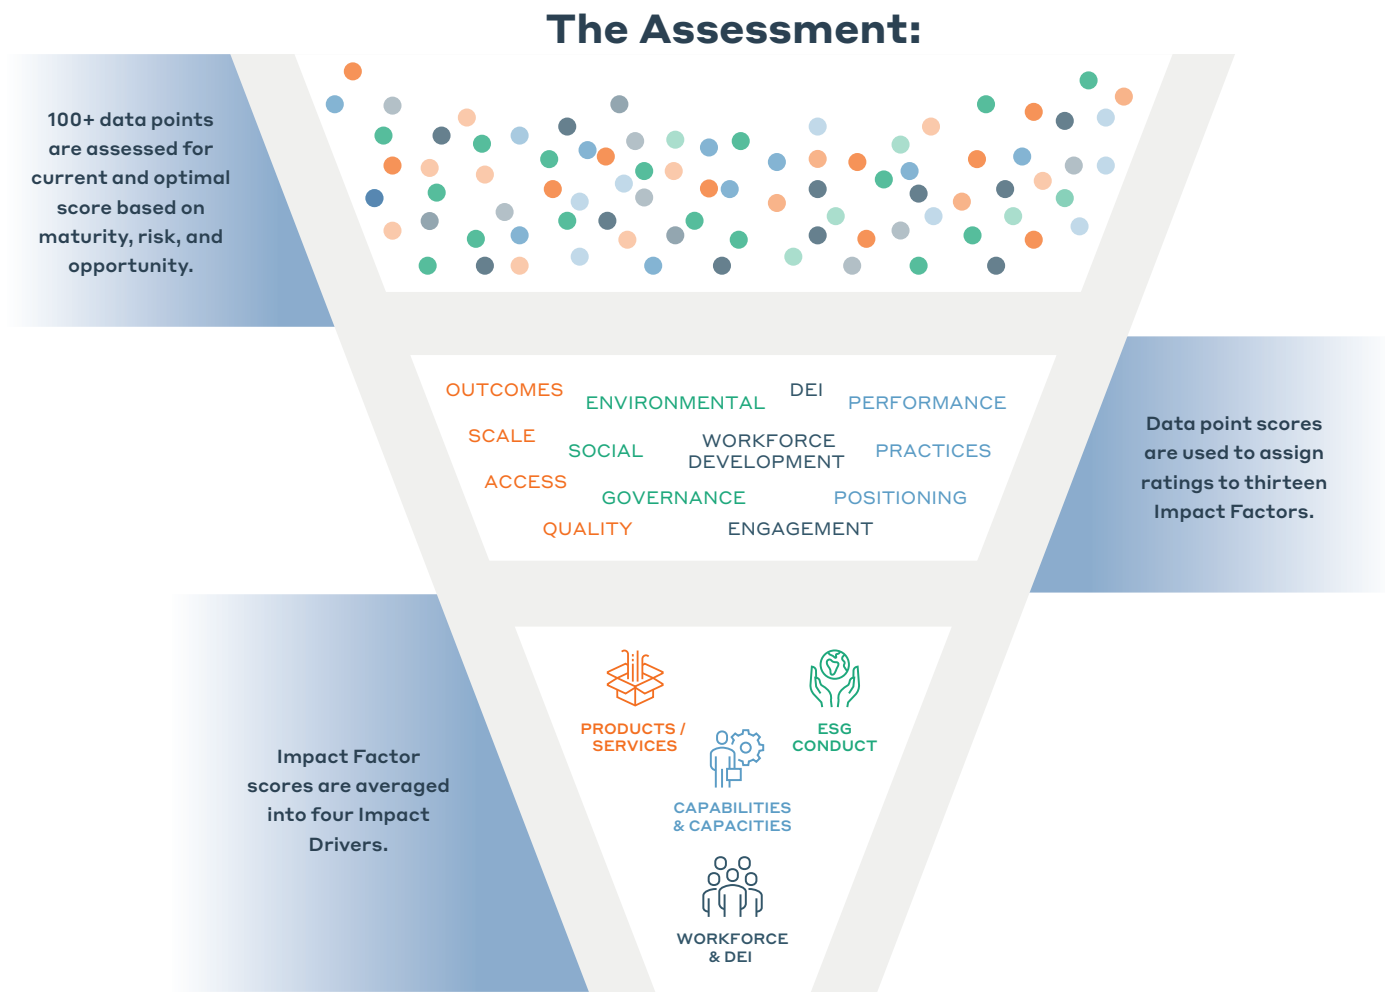 The Assessment:
100+ data points
are assessed for
current and optimal
score based on
maturity, risk, and
opportunity.
OUTCOMES
ENVIRONMENTAL
DEI
PERFORMANCE
SCALE
SOCIAL
WORKFORCE
DEVELOPMENT
PRACTICES
ACCESS
GOVERNANCE
POSITIONING
QUALITY
ENGAGEMENT
Data point scores
are used to assign
ratings to thirteen
Impact Factors.
Impact Factor
scores are averaged
into four Impact
Drivers.
PRODUCTS /
SERVICES
ESG
CONDUCT
CAPABILITIES
& CAPACITIES
WORKFORCE
& DEI